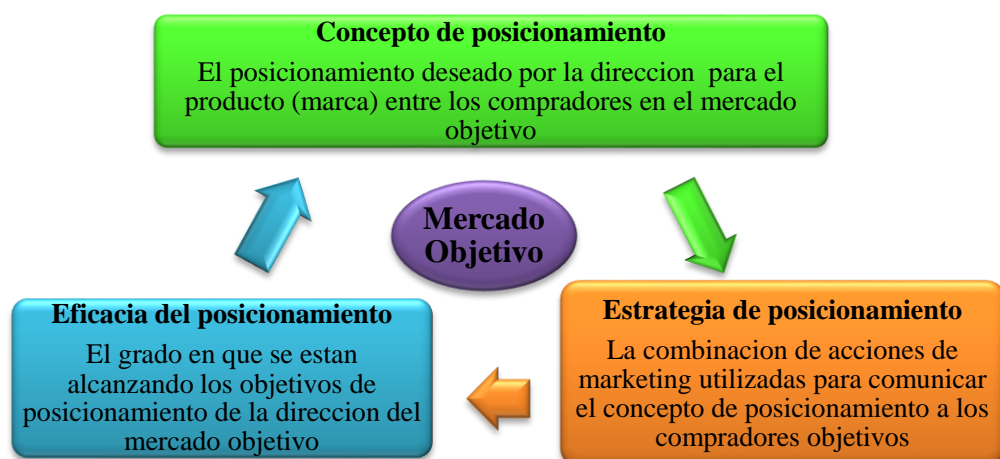 Concepto de posicionamiento
El posicionamiento deseado por la direccion para el
producto (marca) entre los compradores en el mercado
objetivo
Mercado
Objetivo
Eficacia del posicionamiento
El grado en que se estan
alcanzando los objetivos de
posicionamiento de la direccion del
mercado objetivo
Estrategia de posicionamiento
La combinacion de acciones de
marketing utilizadas para comunicar
el concepto de posicionamiento a los
compradores objetivos